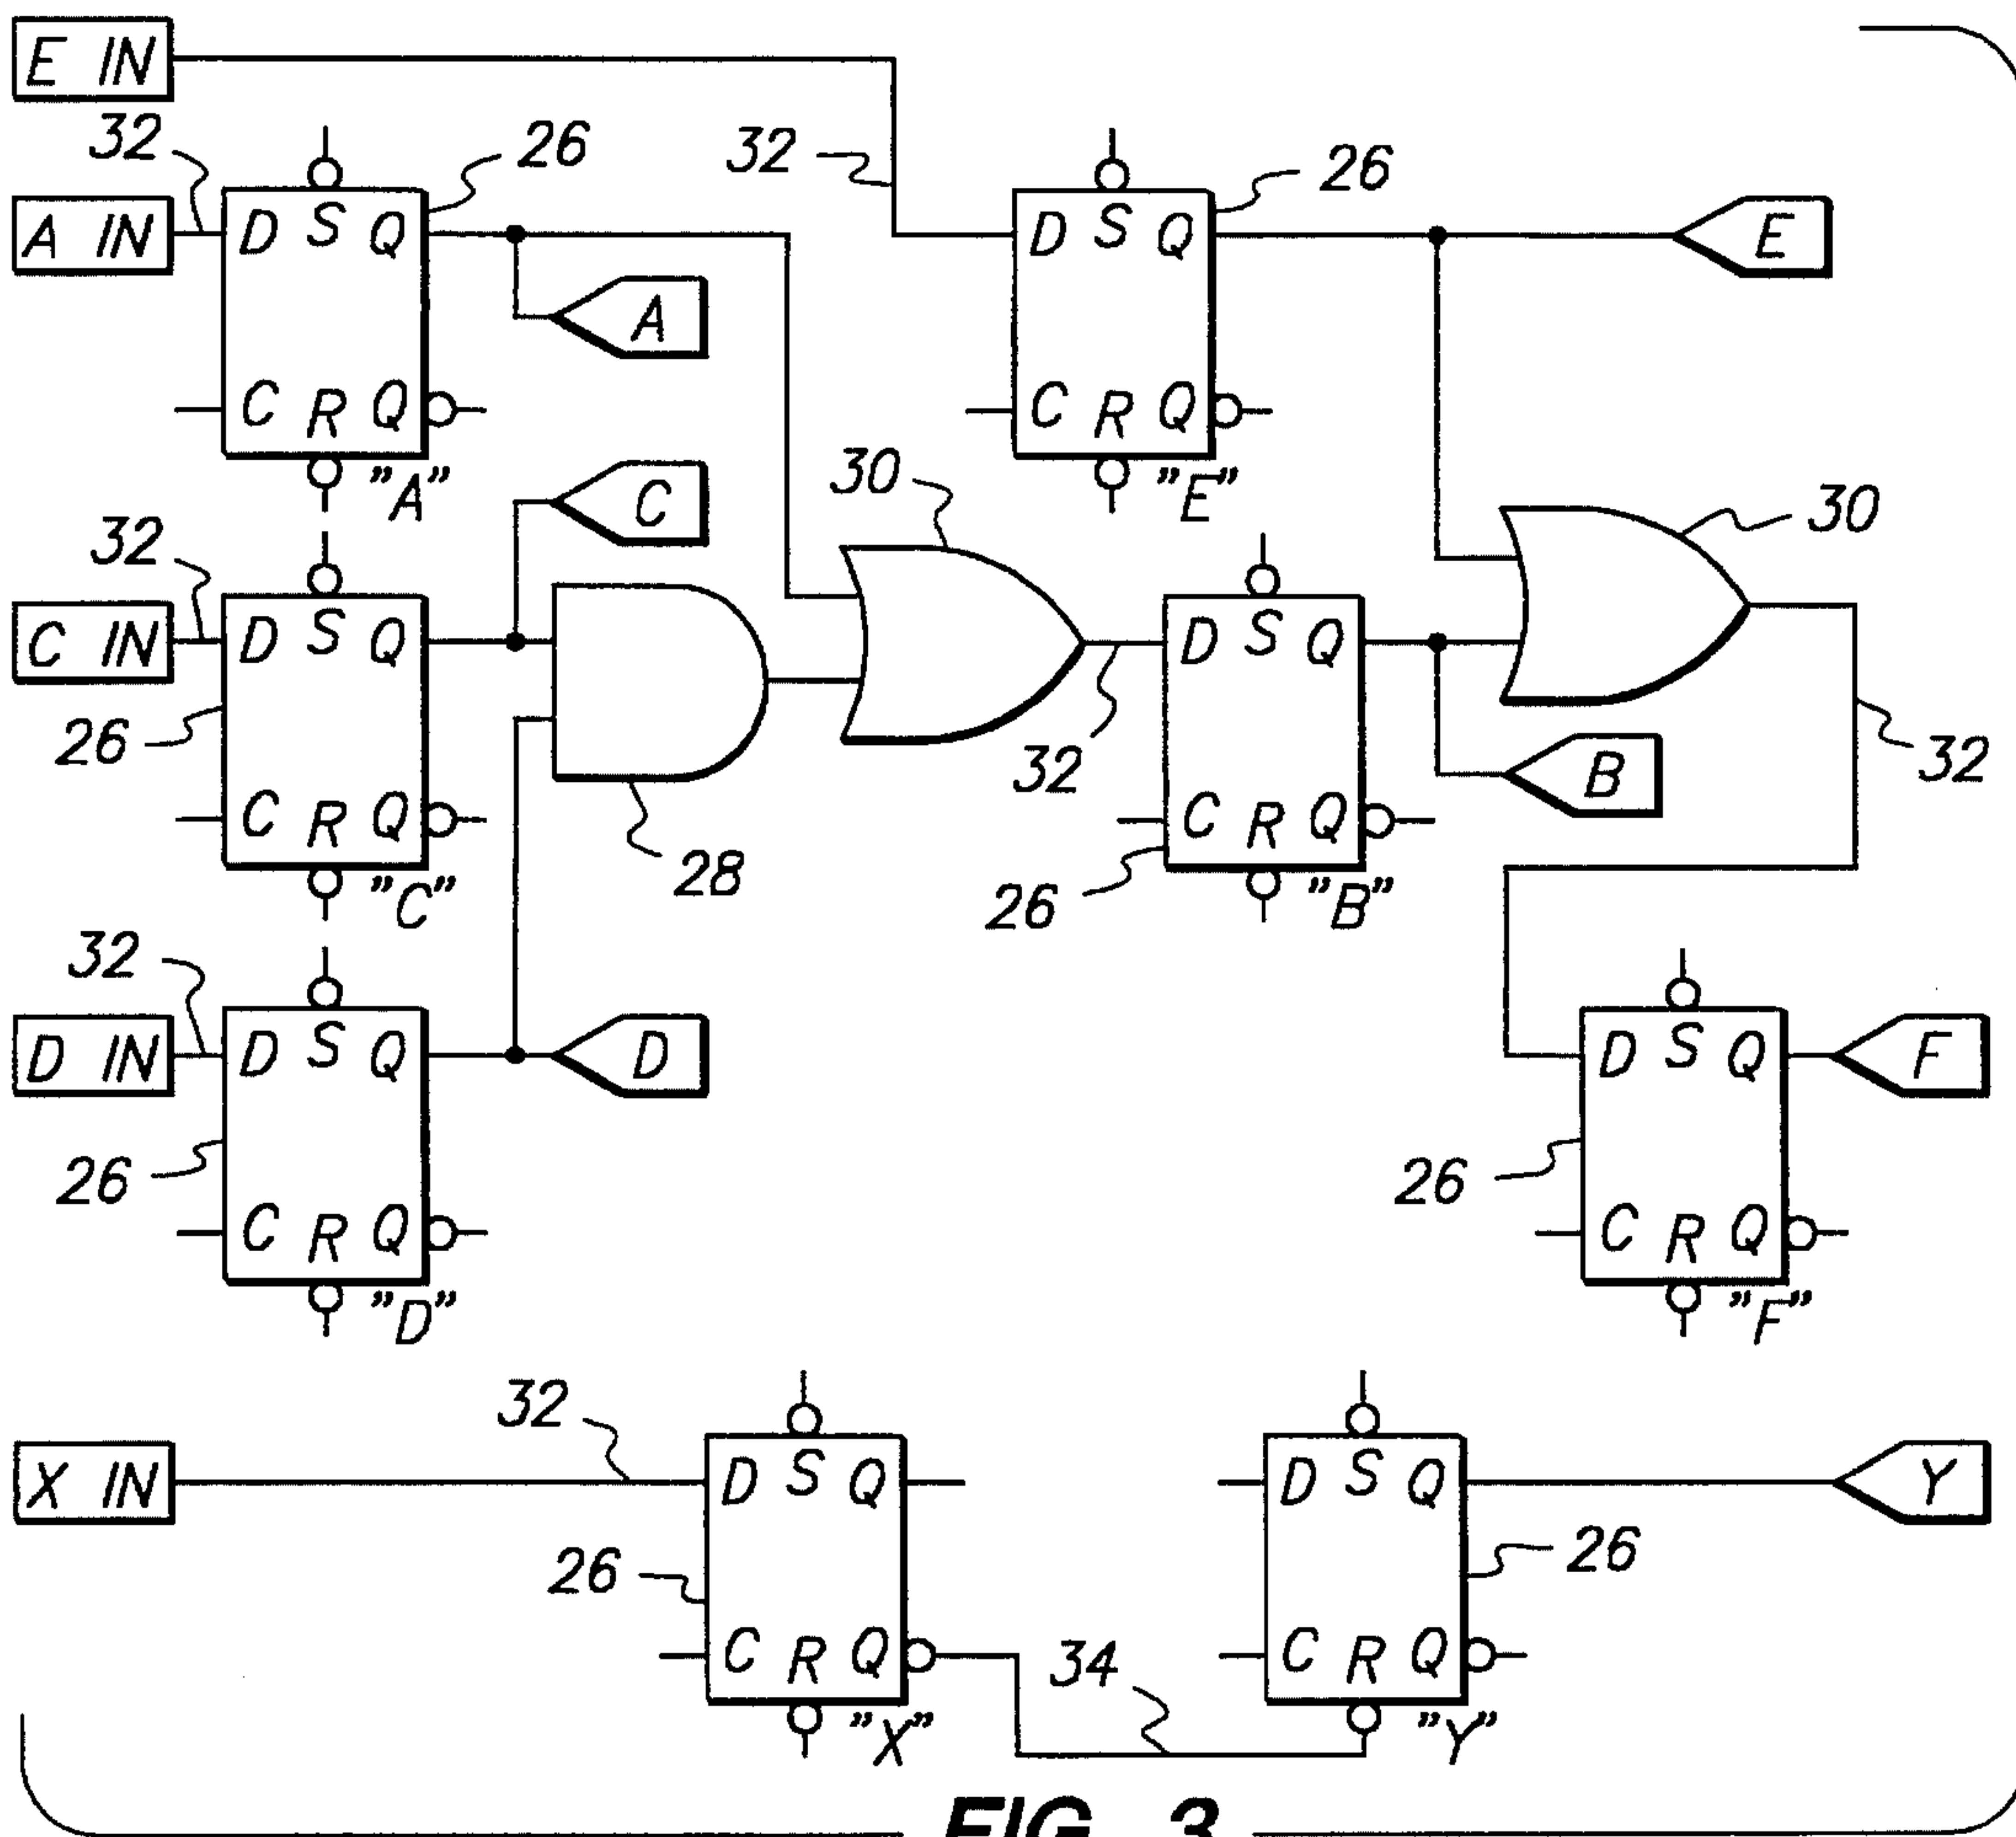 E IN
32
26
32
26
A IN
D S Q
D S Q
E
A
C R Q
C R Q
"A"
"E"
C
30
30
32
C IN
D S Q
D S Q
26
32
B
32
C R Q
C R Q
28
26
"C"
"B"
32
D IN
D S Q
D
D S Q
F
26
26
C R Q
C R Q
"D"
"F"
32
X IN
D S Q
D S Q
Y
26
26
C R Q
34
C R Q
"X"
"Y"
FIG. 3